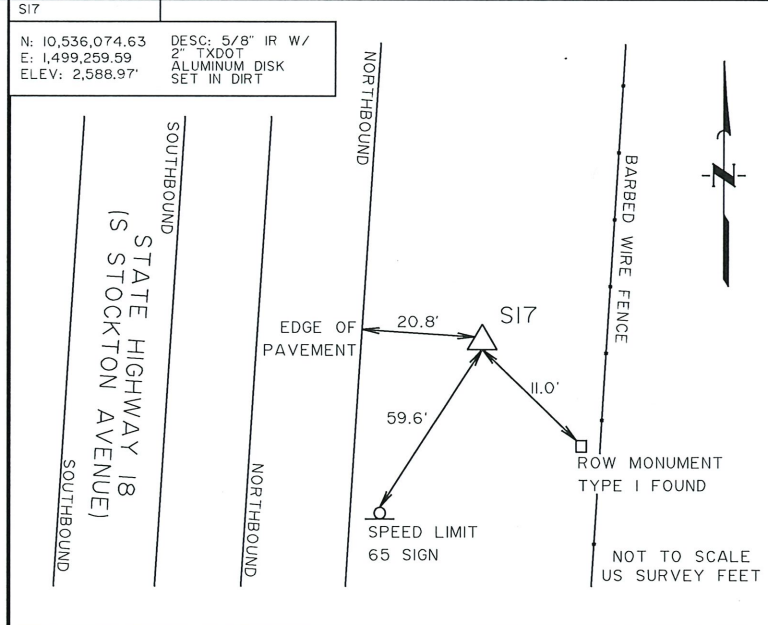 S17
N: 10,536,074.63
E: 1,499,259.59
ELEV: 2,588.97'
DESC: 5/8" IR W/
2" TXDOT
ALUMINUM DISK
SET IN DIRT
NORTHBOUND
SOUTHBOUND
STATE HIGHWAY 18
(S STOCKTON AVENUE)
BARBED WIRE FENCE
N
S17
20.8'
EDGE OF
PAVEMENT
11.0'
59.6'
ROW MONUMENT
TYPE I FOUND
SOUTHBOUND
NORTHBOUND
SPEED LIMIT
65 SIGN
NOT TO SCALE
US SURVEY FEET